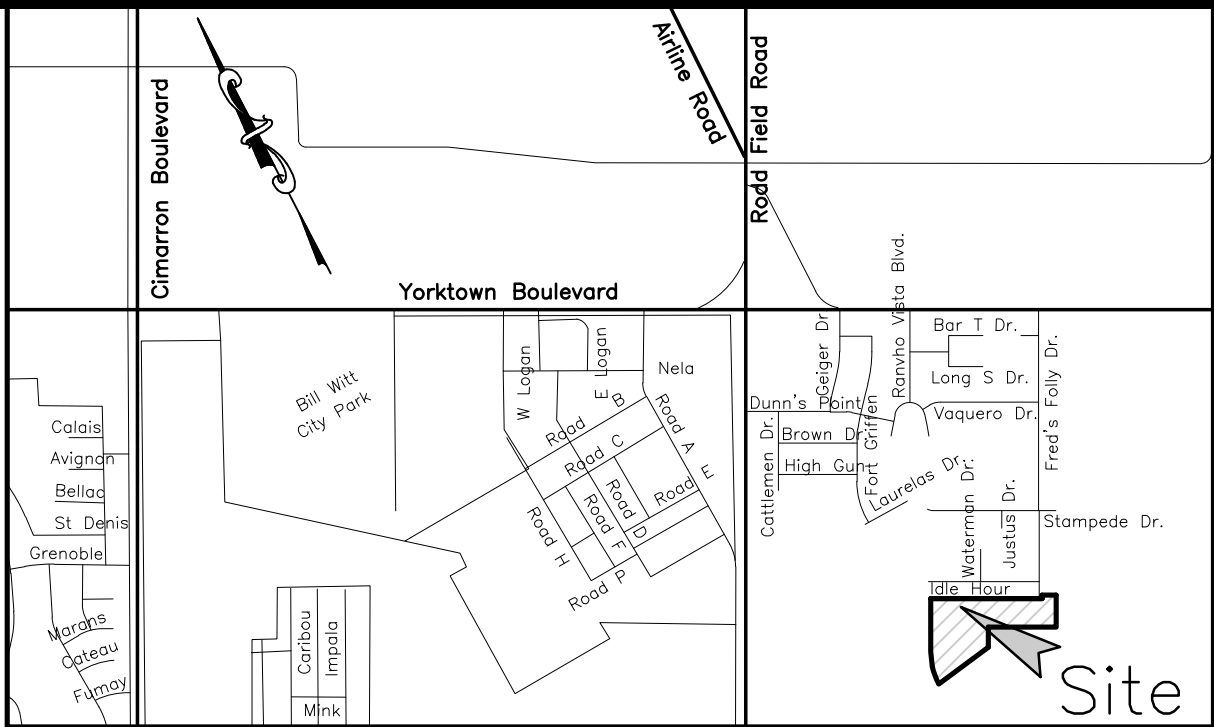 Cimarron Boulevard
Airline Road
Rodd Field Road
Yorktown Boulevard
Ranvho Vista Blvd.
Geiger Dr
Bar T Dr.
Long S Dr.
Vaquero Dr.
Fred's Folly Dr.
Dunn's Point
Brown Dr.
High Gun
Fort Griffen
Cattlemen Dr.
Laurelas Dr.
Waterman Dr.
Justus Dr.
Stampede Dr.
Idle Hour
Site
Bill Witt
City Park
W Logan
E Logan
Nela
Road B
Road C
Road A
Road E
Road D
Road F
Road H
Road P
Calais
Avignon
Bellac
St Denis
Grenoble
Marans
Cateau
Fumay
Caribou
Impala
Mink